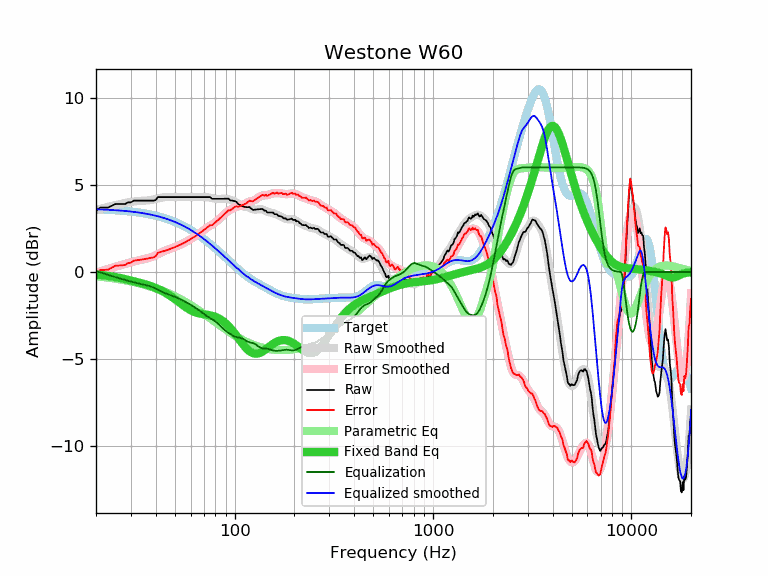 Westone W60
10
5
0
−5
−10
Amplitude (dBr)
Target
Raw Smoothed
Error Smoothed
Raw
Error
Parametric Eq
Fixed Band Eq
Equalization
Equalized smoothed
100 1000 10000
Frequency (Hz)